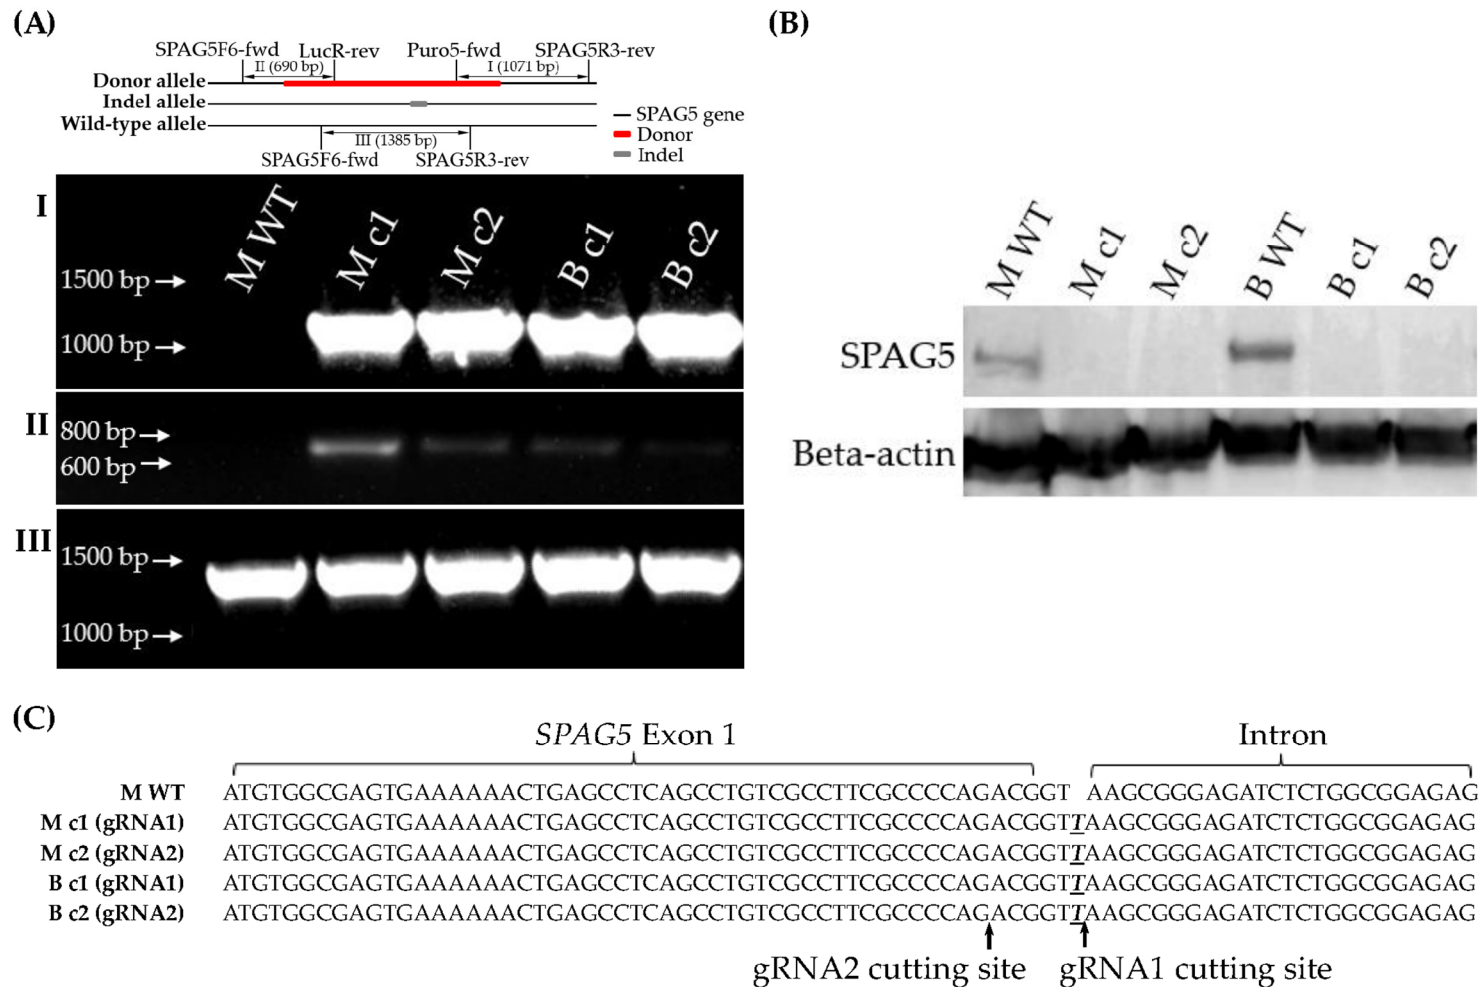 (A)
SPAG5F6-fwd LucR-rev Puro5-fwd SPAG5R3-rev
II (690 bp) I (1071 bp)
Donor allele
Indel allele
Wild-type allele
III (1385 bp)
SPAG5F6-fwd SPAG5R3-rev
SPAG5 gene
Donor
Indel
I
M WT M c1 M c2 B c1 B c2
1500 bp
1000 bp
II
800 bp
600 bp
III
1500 bp
1000 bp
(B)
M WT M c1 M c2 B WT B c1 B c2
SPAG5
Beta-actin
(C)
SPAG5 Exon 1 Intron
M WT ATGTGGCGAGTGAAAAAACTGAGCCTCAGCCTGTCGCCTTCGCCCCAGACGGT AAGCGGGAGATCTCTGGCGGAGAG
M c1 (gRNA1) ATGTGGCGAGTGAAAAAACTGAGCCTCAGCCTGTCGCCTTCGCCCCAGACGGTTAAGCGGGAGATCTCTGGCGGAGAG
M c2 (gRNA2) ATGTGGCGAGTGAAAAAACTGAGCCTCAGCCTGTCGCCTTCGCCCCAGACGGTTAAGCGGGAGATCTCTGGCGGAGAG
B c1 (gRNA1) ATGTGGCGAGTGAAAAAACTGAGCCTCAGCCTGTCGCCTTCGCCCCAGACGGTTAAGCGGGAGATCTCTGGCGGAGAG
B c2 (gRNA2) ATGTGGCGAGTGAAAAAACTGAGCCTCAGCCTGTCGCCTTCGCCCCAGACGGTTAAGCGGGAGATCTCTGGCGGAGAG
gRNA2 cutting site gRNA1 cutting site